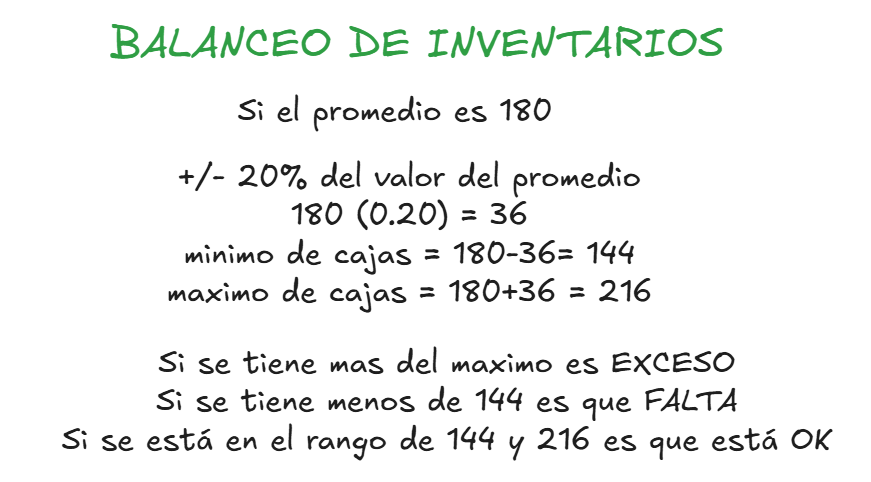 BALANCEO DE INVENTARIOS
Si el promedio es 180
+/- 20% del valor del promedio
180 (0.20) = 36
minimo de cajas = 180-36= 144
maximo de cajas = 180+36 = 216
Si se tiene mas del maximo es EXCESO
Si se tiene menos de 144 es que FALTA
Si se está en el rango de 144 y 216 es que está OK